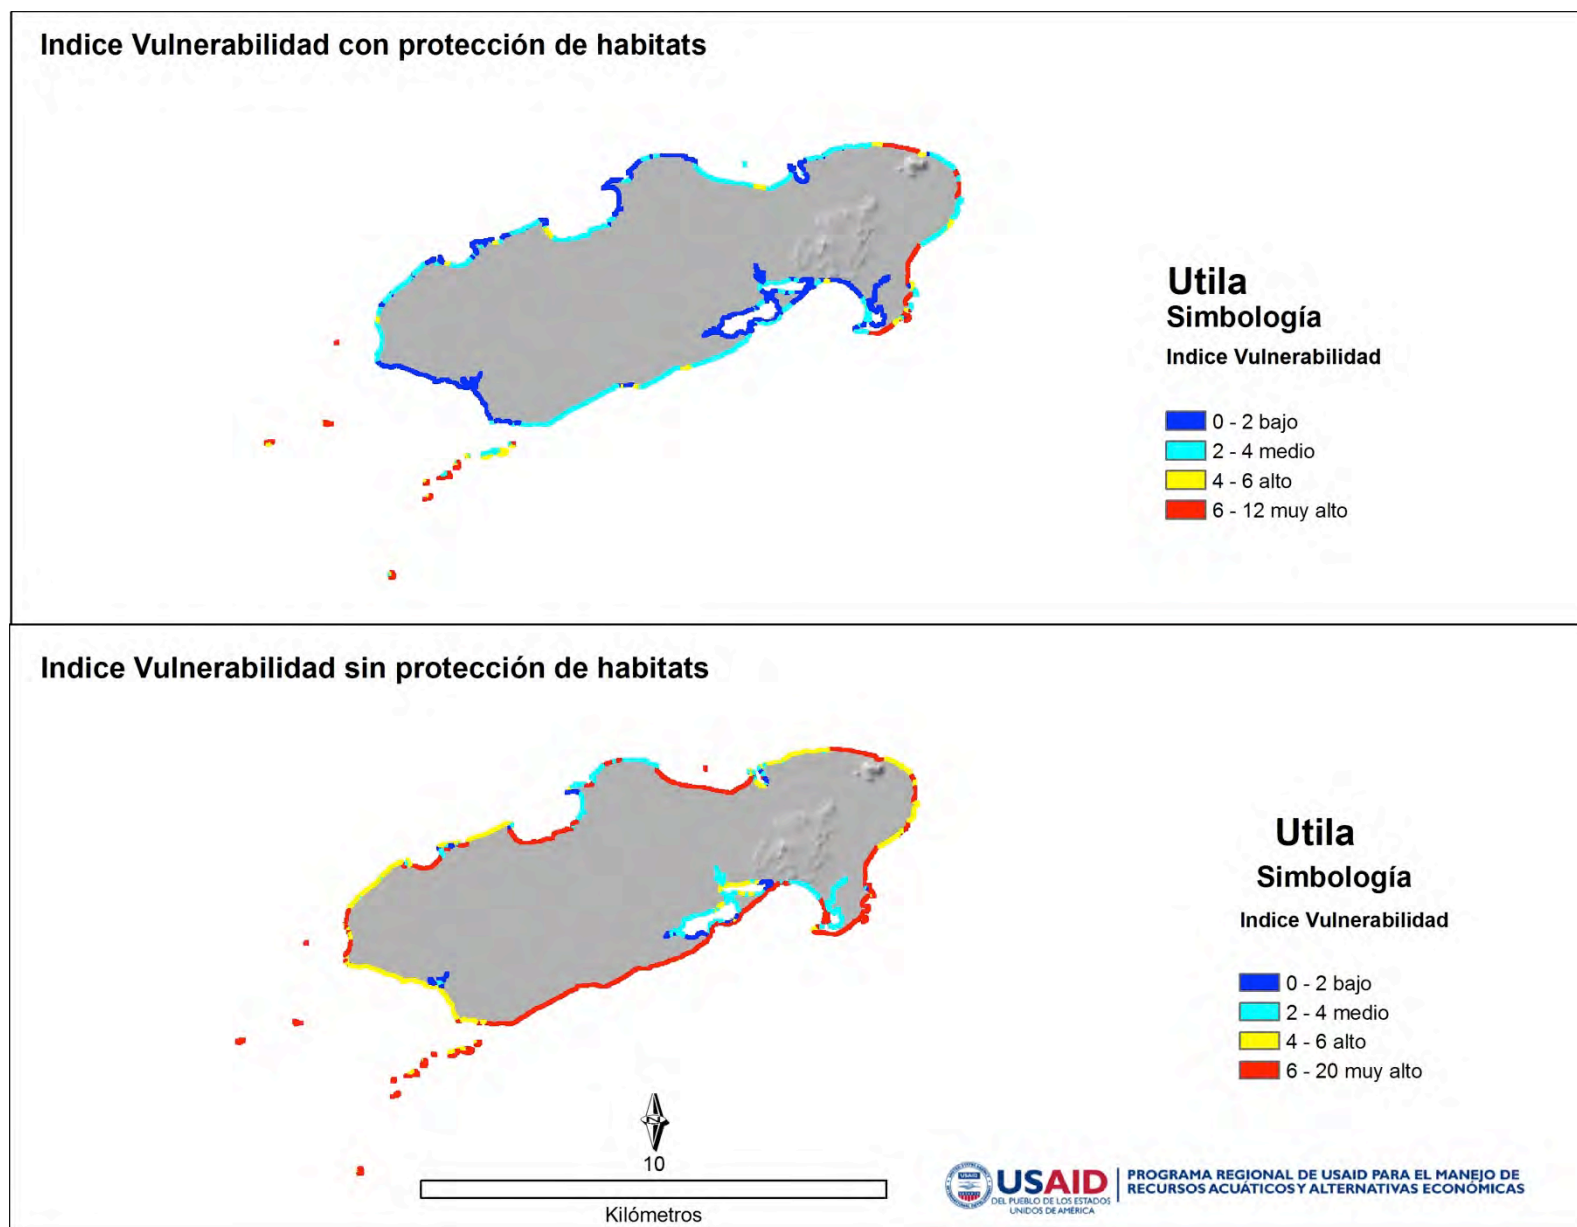 Indice Vulnerabilidad con protección de habitats
Utila
Simbología
Indice Vulnerabilidad
0 - 2 bajo
2 - 4 medio
4 - 6 alto
6 - 12 muy alto
Indice Vulnerabilidad sin protección de habitats
Utila
Simbología
Indice Vulnerabilidad
0 - 2 bajo
2 - 4 medio
4 - 6 alto
6 - 20 muy alto
N
10
Kilómetros
USAID
USAID
DEL PUEBLO DE LOS ESTADOS
UNIDOS DE AMÉRICA
PROGRAMA REGIONAL DE USAID PARA EL MANEJO DE
RECURSOS ACUÁTICOS Y ALTERNATIVAS ECONÓMICAS